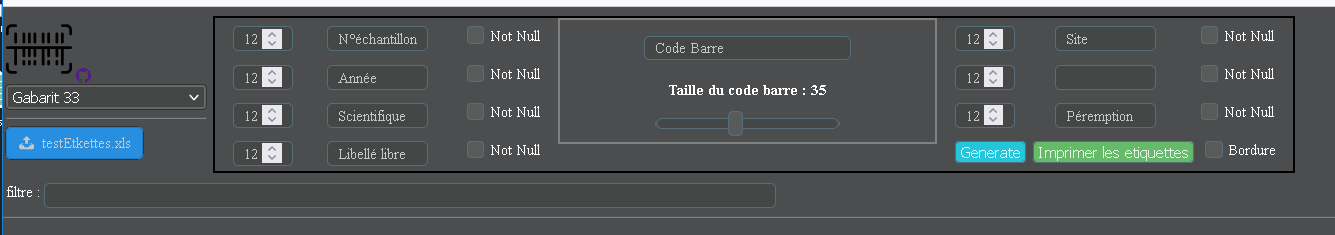 12 N°échantillon Not Null Code Barre 12 Site Not Null
12 Année Not Null Taille du code barre : 35 12 Not Null
Gabarit 33 12 Scientifique Not Null 12 Péremption Not Null
testEtkettes.xls 12 Libellé libre Not Null Generate Imprimer les etiquettes Bordure
filtre :